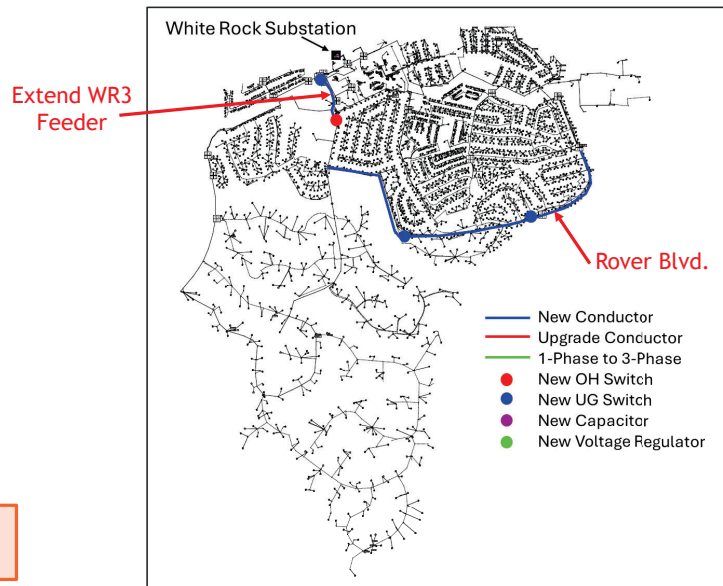 White Rock Substation
Extend WR3
Feeder
Rover Blvd.
New Conductor
Upgrade Conductor
1-Phase to 3-Phase
New OH Switch
New UG Switch
New Capacitor
New Voltage Regulator